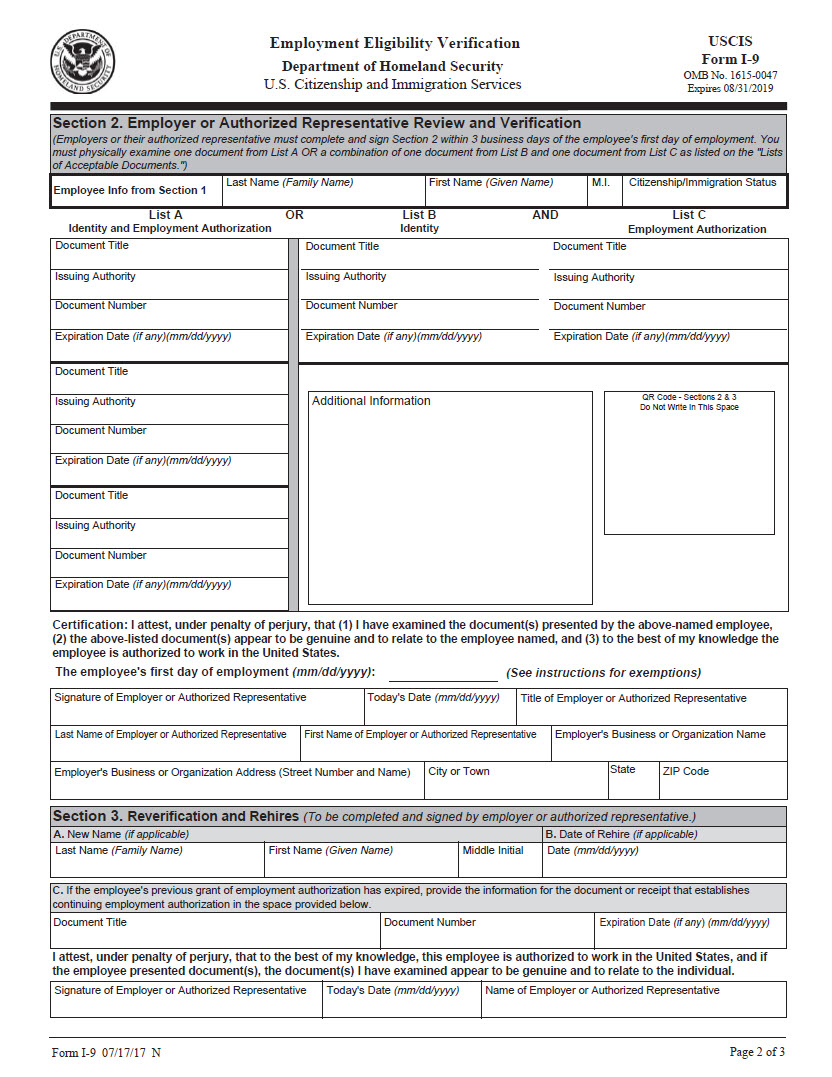 U.S. DEPARTMENT OF HOMELAND SECURITY
Employment Eligibility Verification
Department of Homeland Security
U.S. Citizenship and Immigration Services
USCIS
Form I-9
OMB No. 1615-0047
Expires 08/31/2019
Section 2. Employer or Authorized Representative Review and Verification
(Employers or their authorized representative must complete and sign Section 2 within 3 business days of the employee's first day of employment. You
must physically examine one document from List A OR a combination of one document from List B and one document from List C as listed on the "Lists
of Acceptable Documents.")
Employee Info from Section 1
Last Name (Family Name)
First Name (Given Name)
M.I.
Citizenship/Immigration Status
List A
Identity and Employment Authorization
OR
List B
Identity
AND
List C
Employment Authorization
Document Title
Issuing Authority
Document Number
Expiration Date (if any)(mm/dd/yyyy)
Document Title
Issuing Authority
Document Number
Expiration Date (if any)(mm/dd/yyyy)
Document Title
Issuing Authority
Document Number
Expiration Date (if any)(mm/dd/yyyy)
Document Title
Issuing Authority
Document Number
Expiration Date (if any)(mm/dd/yyyy)
Document Title
Issuing Authority
Document Number
Expiration Date (if any)(mm/dd/yyyy)
Additional Information
QR Code - Sections 2 & 3
Do Not Write In This Space
Certification: I attest, under penalty of perjury, that (1) I have examined the document(s) presented by the above-named employee,
(2) the above-listed document(s) appear to be genuine and to relate to the employee named, and (3) to the best of my knowledge the
employee is authorized to work in the United States.
The employee's first day of employment (mm/dd/yyyy):
(See instructions for exemptions)
Signature of Employer or Authorized Representative
Today's Date (mm/dd/yyyy)
Title of Employer or Authorized Representative
Last Name of Employer or Authorized Representative
First Name of Employer or Authorized Representative
Employer's Business or Organization Name
Employer's Business or Organization Address (Street Number and Name)
City or Town
State
ZIP Code
Section 3. Reverification and Rehires (To be completed and signed by employer or authorized representative.)
A. New Name (if applicable)
B. Date of Rehire (if applicable)
Last Name (Family Name)
First Name (Given Name)
Middle Initial
Date (mm/dd/yyyy)
C. If the employee's previous grant of employment authorization has expired, provide the information for the document or receipt that establishes
continuing employment authorization in the space provided below.
Document Title
Document Number
Expiration Date (if any) (mm/dd/yyyy)
I attest, under penalty of perjury, that to the best of my knowledge, this employee is authorized to work in the United States, and if
the employee presented document(s), the document(s) I have examined appear to be genuine and to relate to the individual.
Signature of Employer or Authorized Representative
Today's Date (mm/dd/yyyy)
Name of Employer or Authorized Representative
Form I-9 07/17/17 N
Page 2 of 3